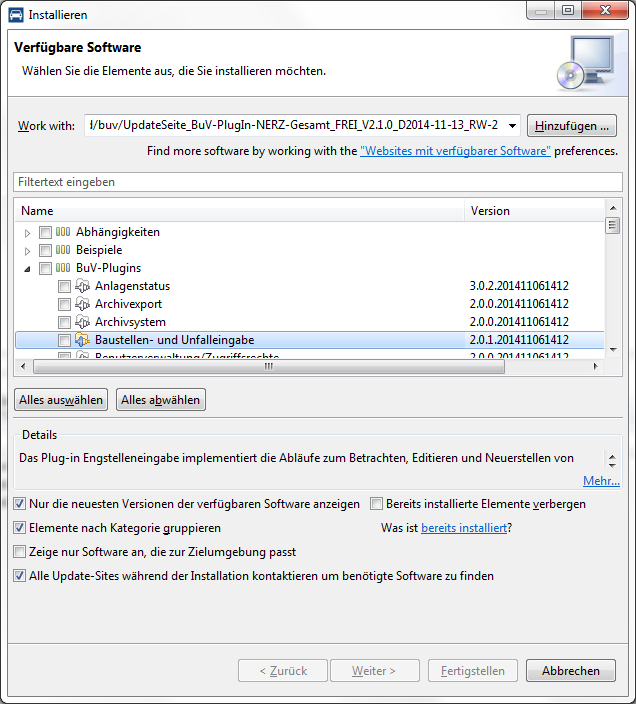 Installieren
Verfügbare Software
Wählen Sie die Elemente aus, die Sie installieren möchten.
Work with: /buv/UpdateSeite_BuV-PlugIn-NERZ-Gesamt_FREI_V2.1.0_D2014-11-13_RW-2 Hinzufügen ...
Find more software by working with the "Websites mit verfügbarer Software" preferences.
Filtertext eingeben
Name Version
Abhängigkeiten
Beispiele
BuV-Plugins
Anlagenstatus 3.0.2.201411061412
Archivexport 2.0.0.201411061412
Archivsystem 2.0.0.201411061412
Baustellen- und Unfalleingabe 2.0.1.201411061412
Benutzerverwaltung/Zugriffsrechte 2.0.0.201411061412
Alles auswählen Alles abwählen
Details
Das Plug-in Engstelleneingabe implementiert die Abläufe zum Betrachten, Editieren und Neuerstellen von
Mehr...
Nur die neuesten Versionen der verfügbaren Software anzeigen Bereits installierte Elemente verbergen
Elemente nach Kategorie gruppieren Was ist bereits installiert?
Zeige nur Software an, die zur Zielumgebung passt
Alle Update-Sites während der Installation kontaktieren um benötigte Software zu finden
< Zurück Weiter > Fertigstellen Abbrechen